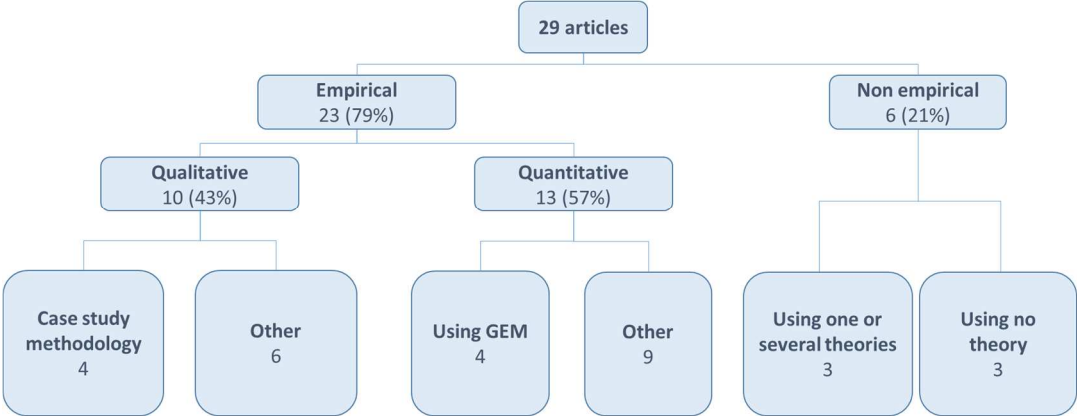 29 articles
Empirical
23 (79%)
Non empirical
6 (21%)
Qualitative
10 (43%)
Quantitative
13 (57%)
Case study
methodology
4
Other
6
Using GEM
4
Other
9
Using one or
several theories
3
Using no
theory
3